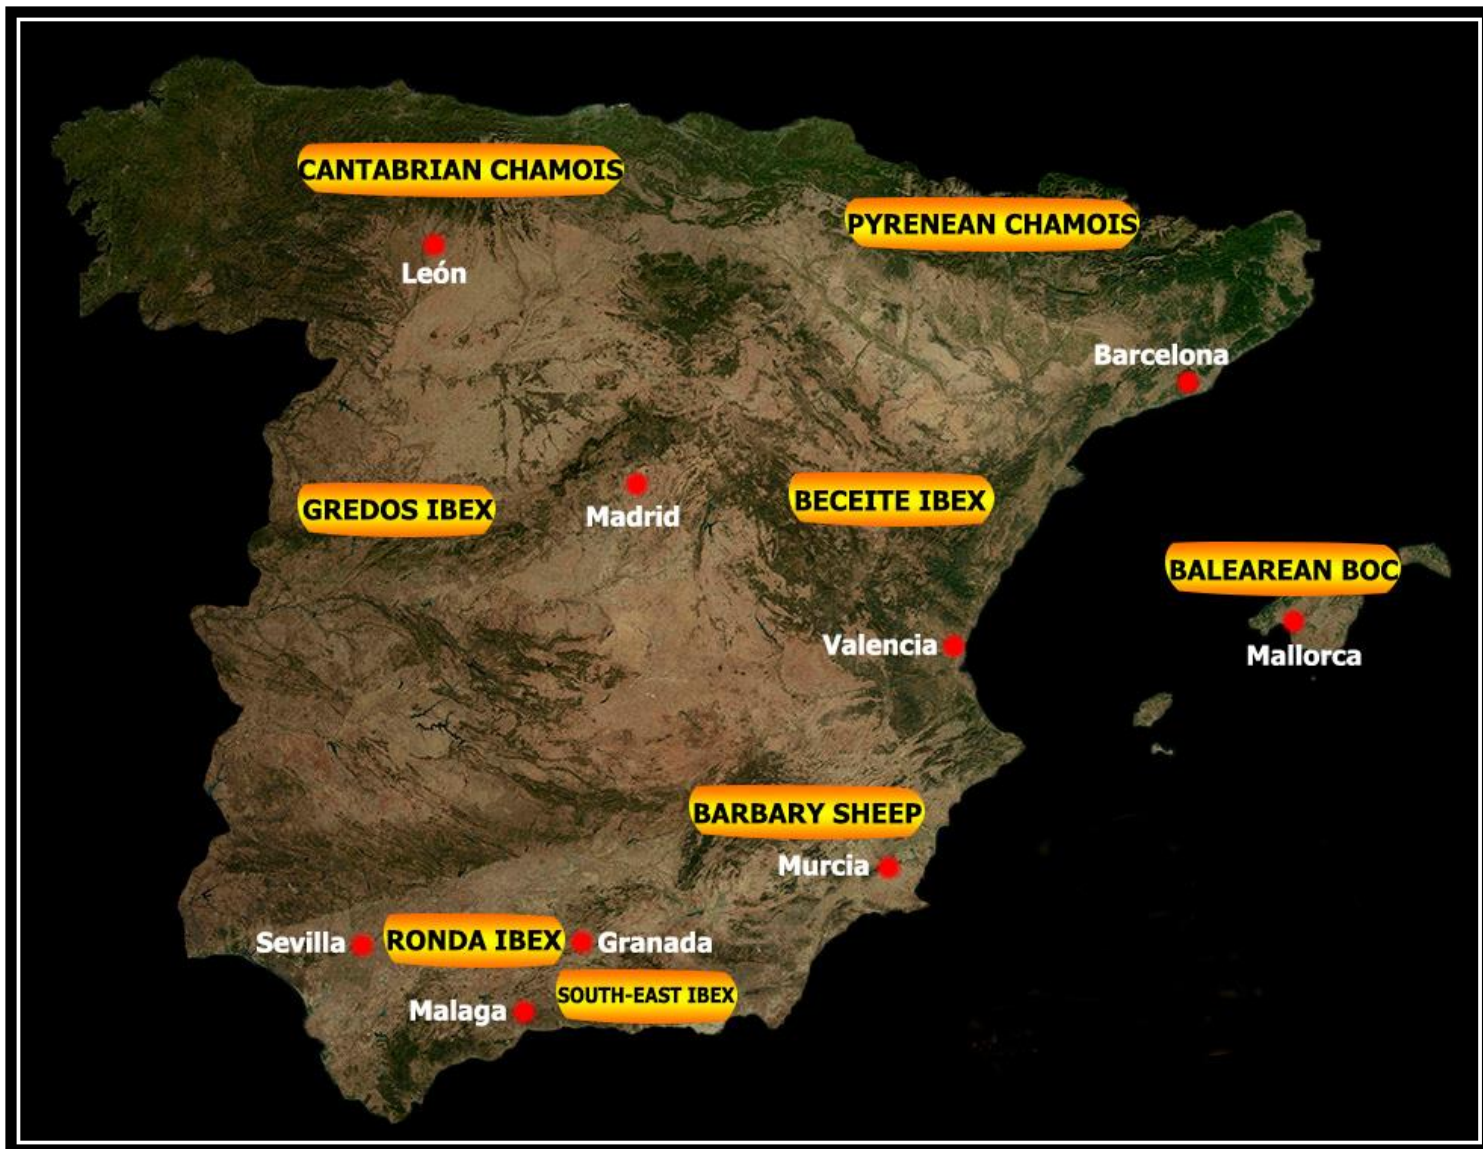 CANTABRIAN CHAMOIS
PYRENEAN CHAMOIS
León
Barcelona
GREDOS IBEX
Madrid
BECEITE IBEX
BALEAREAN BOC
Valencia
Mallorca
BARBARY SHEEP
Murcia
Sevilla
RONDA IBEX
Granada
SOUTH-EAST IBEX
Malaga